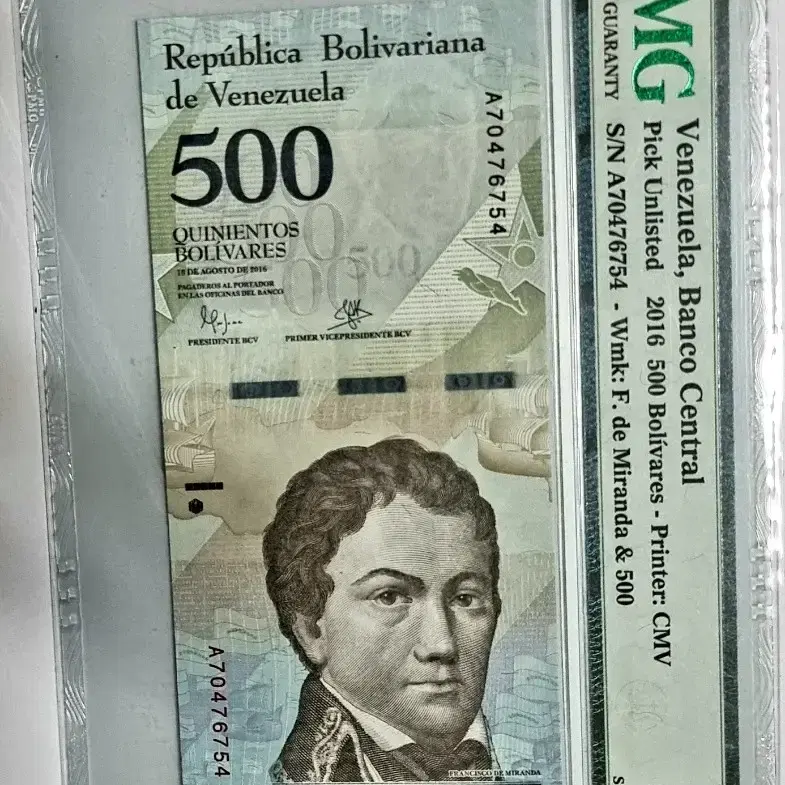 República Bolivariana
de Venezuela
500
QUINIENTOS
BOLÍVARES
18 DE AGOSTO DE 2016
PAGADEROS AL PORTADOR
EN LAS OFICINAS DEL BANCO
PRESIDENTE BCV
PRIMER VICEPRESIDENTE BCV
A70476754
500
A70476754
FRANCISCO DE MIRANDA
MG
GUARANTY
Venezuela, Banco Central
Pick Unlisted 2016 500 Bolívares - Printer: CMV
S/N A70476754 - Wmk: F. de Miranda & 500